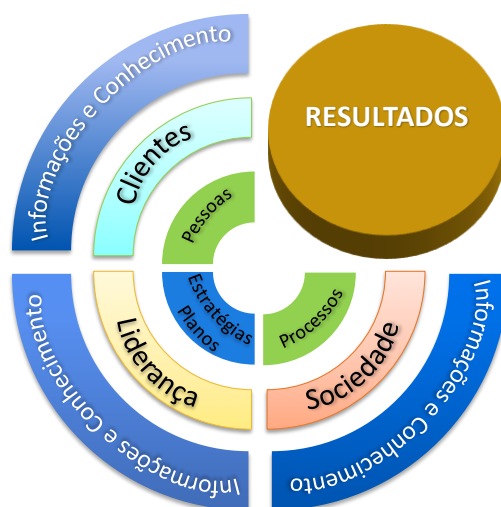 Informações e Conhecimento
RESULTADOS
Clientes
Pessoas
Estratégias
Planos
Processos
Liderança
Sociedade
Informações e Conhecimento
Informações e Conhecimento